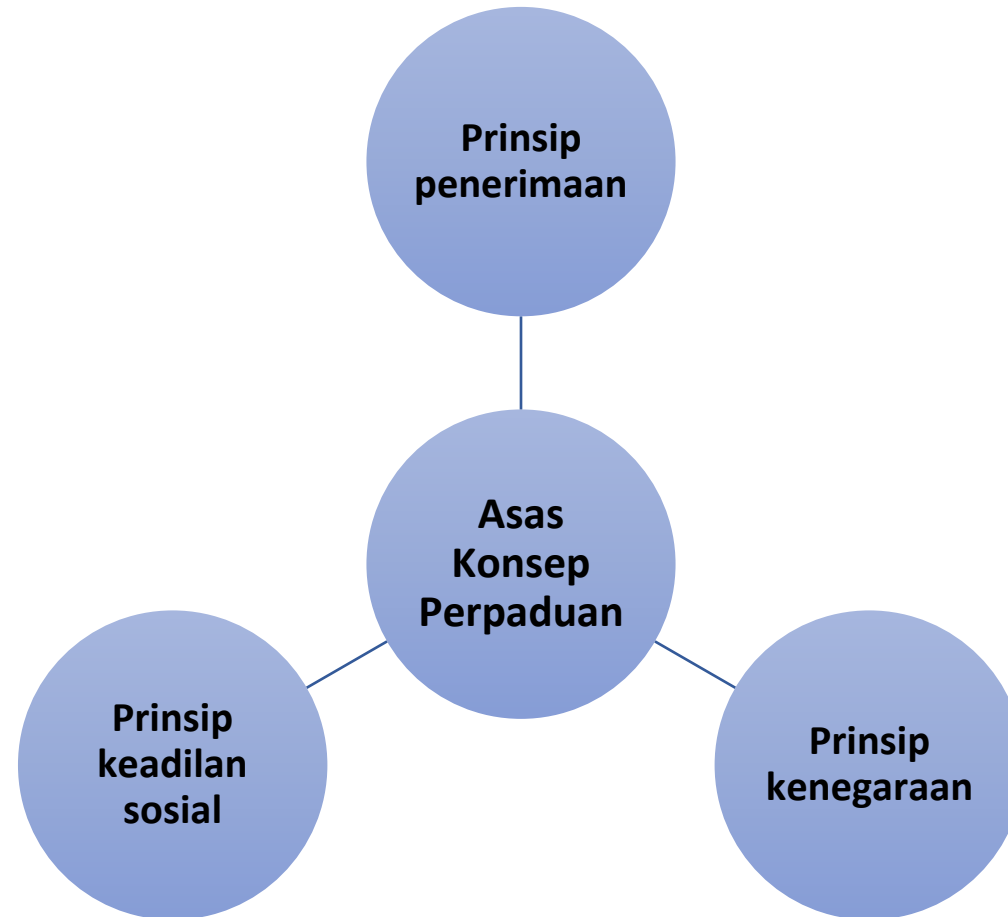 Prinsip
penerimaan
Asas
Konsep
Perpaduan
Prinsip
keadilan
sosial
Prinsip
kenegaraan